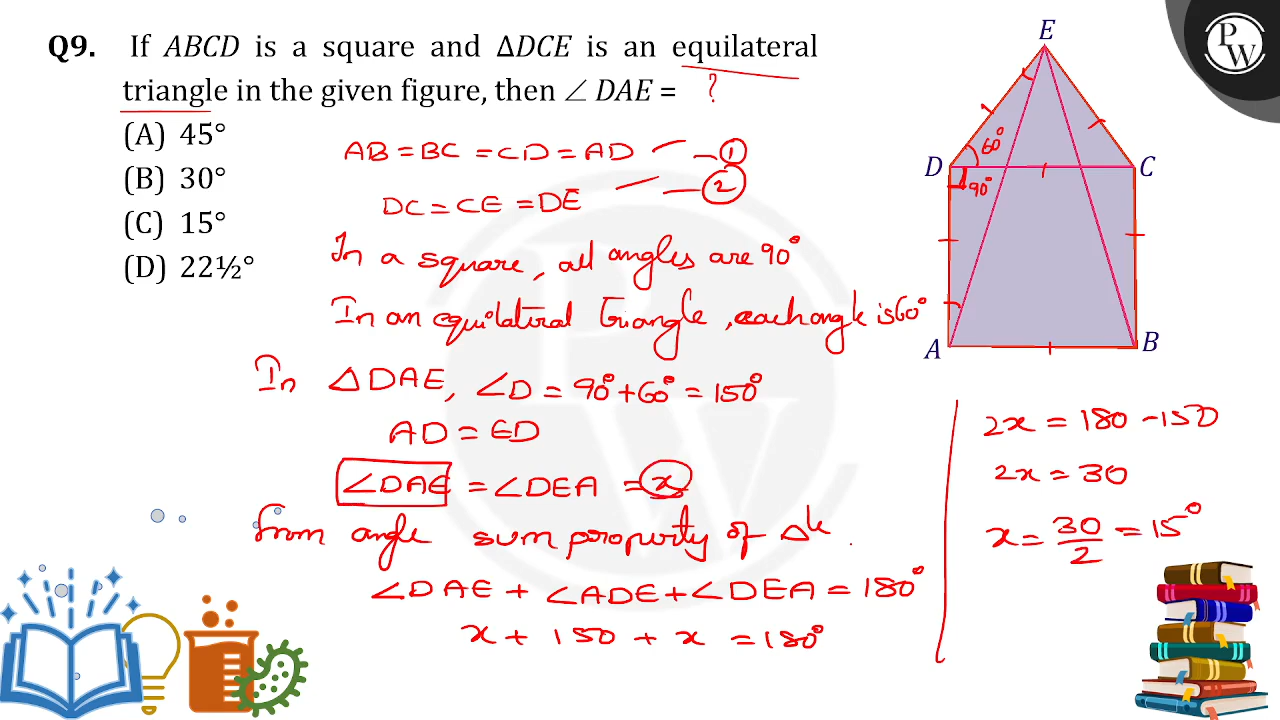 Q9. If ABCD is a square and ΔDCE is an equilateral
triangle in the given figure, then ∠ DAE = ?
(A) 45°
(B) 30°
(C) 15°
(D) 22½°
AB = BC = CD = AD — ①
DC = CE = DE — ②
In a square, all angles are 90°
In an equilateral triangle, each angle is 60°
In △DAE, ∠D = 90° + 60° = 150°
AD = ED
∠DAE = ∠DEA = x
from angle sum property of Δle.
∠DAE + ∠ADE + ∠DEA = 180°
x + 150 + x = 180°
2x = 180 - 150
2x = 30
x = 30/2 = 15°
E
60°
D
C
90°
A
B
PW